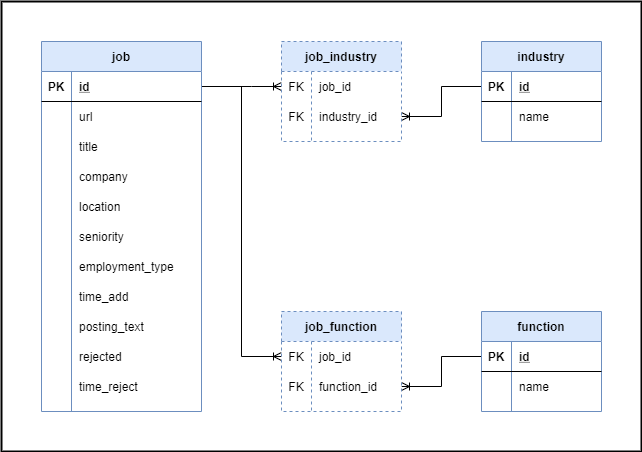 job
PK id
url
title
company
location
seniority
employment_type
time_add
posting_text
rejected
time_reject
job_industry
FK job_id
FK industry_id
industry
PK id
name
job_function
FK job_id
FK function_id
function
PK id
name